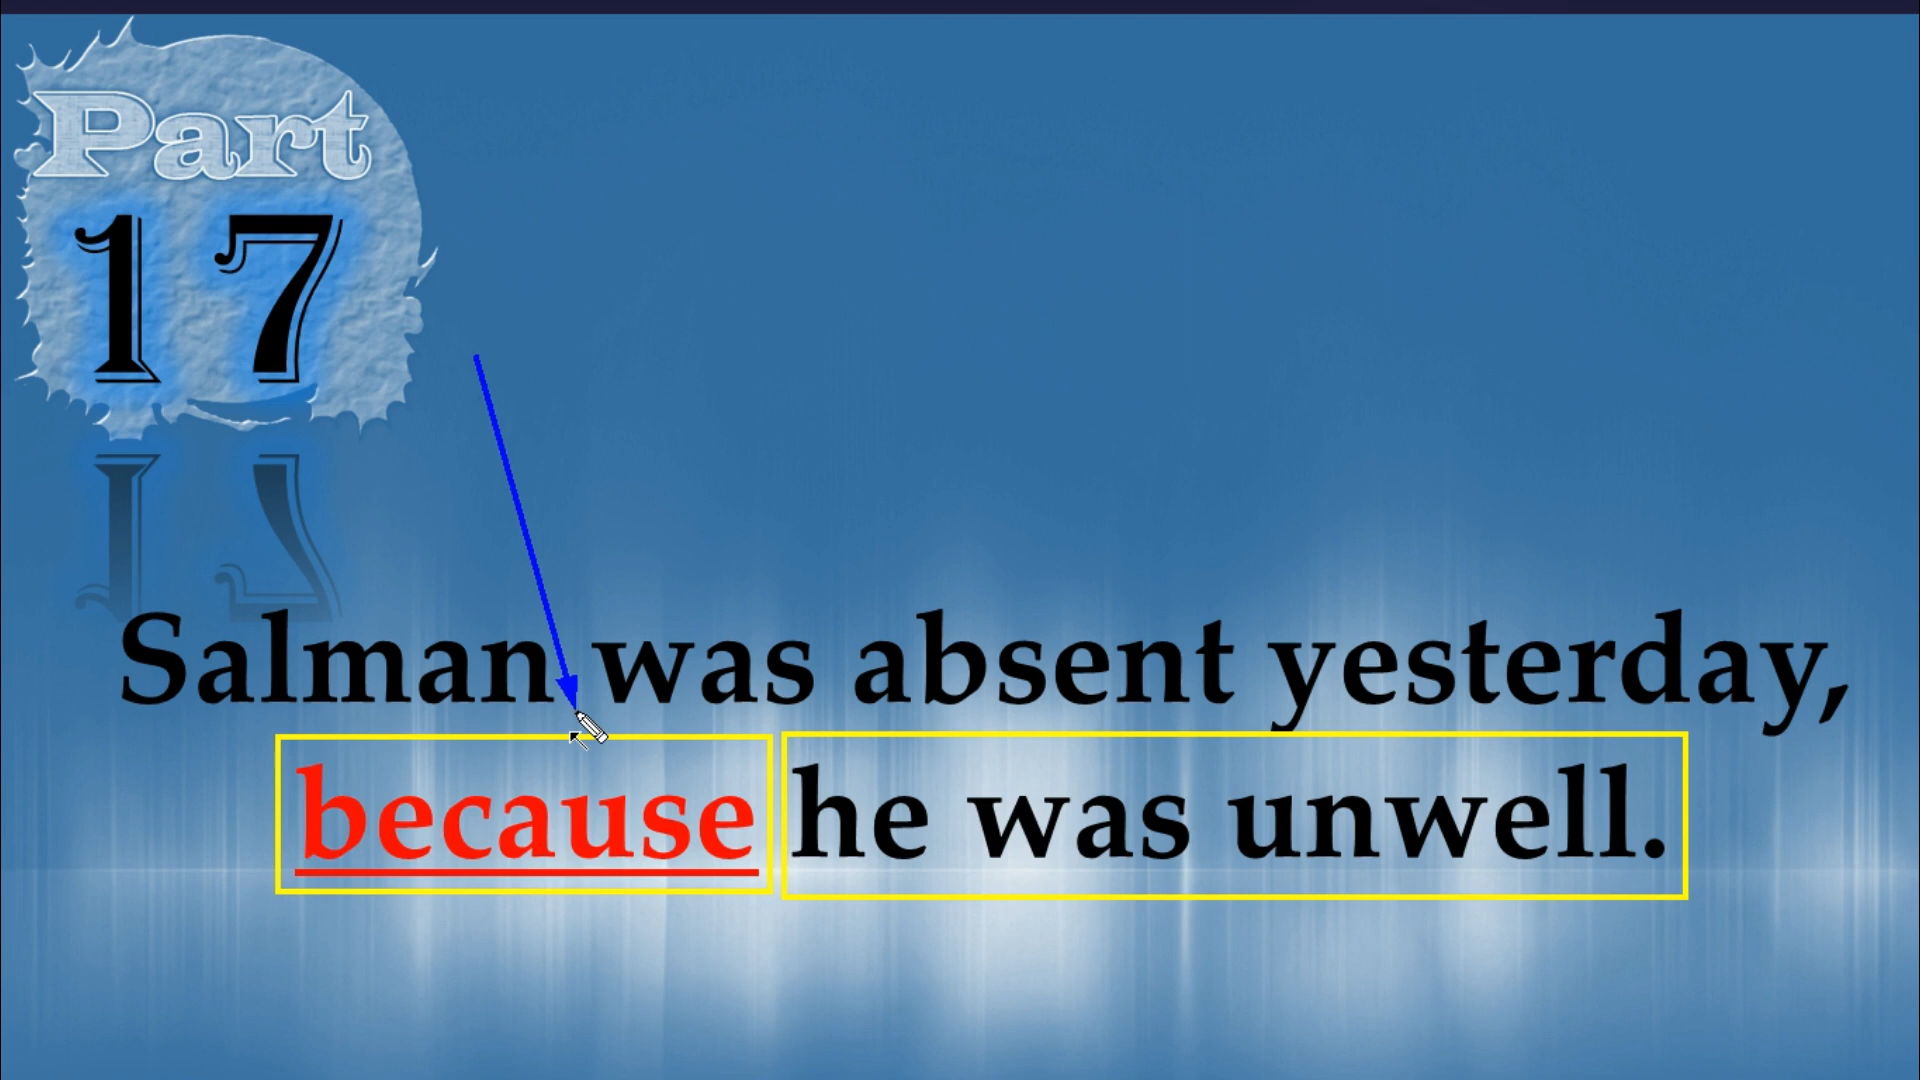 Part
17
Salman was absent yesterday,
because he was unwell.